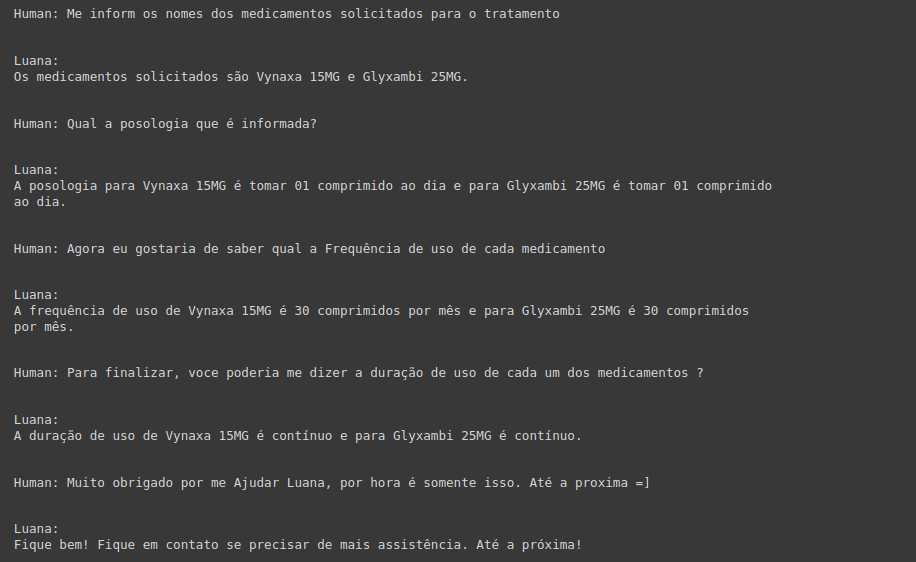 Human: Me inform os nomes dos medicamentos solicitados para o tratamento
Luana:
Os medicamentos solicitados são Vynaxa 15MG e Glyxambi 25MG.
Human: Qual a posologia que é informada?
Luana:
A posologia para Vynaxa 15MG é tomar 01 comprimido ao dia e para Glyxambi 25MG é tomar 01 comprimido
ao dia.
Human: Agora eu gostaria de saber qual a Frequência de uso de cada medicamento
Luana:
A frequência de uso de Vynaxa 15MG é 30 comprimidos por mês e para Glyxambi 25MG é 30 comprimidos
por mês.
Human: Para finalizar, voce poderia me dizer a duração de uso de cada um dos medicamentos ?
Luana:
A duração de uso de Vynaxa 15MG é contínuo e para Glyxambi 25MG é contínuo.
Human: Muito obrigado por me Ajudar Luana, por hora é somente isso. Até a proxima =]
Luana:
Fique bem! Fique em contato se precisar de mais assistência. Até a próxima!